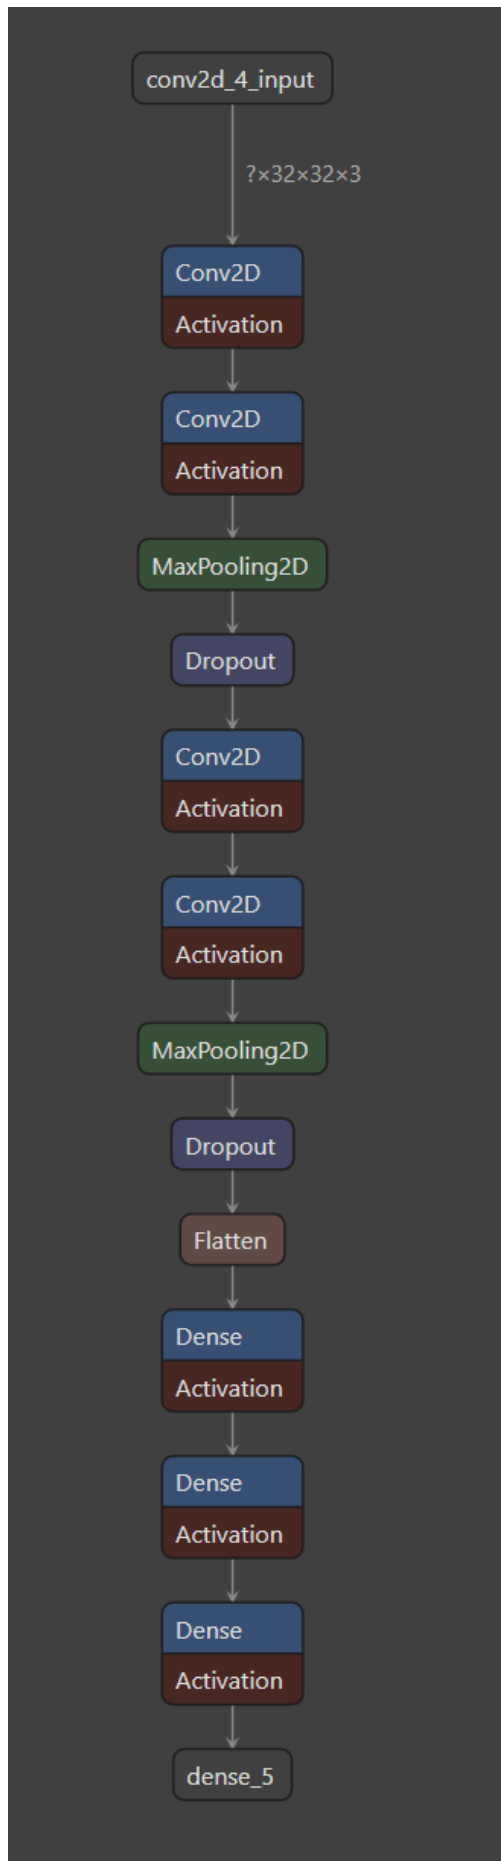 conv2d_4_input
?×32×32×3
Conv2D
Activation
Conv2D
Activation
MaxPooling2D
Dropout
Conv2D
Activation
Conv2D
Activation
MaxPooling2D
Dropout
Flatten
Dense
Activation
Dense
Activation
Dense
Activation
dense_5